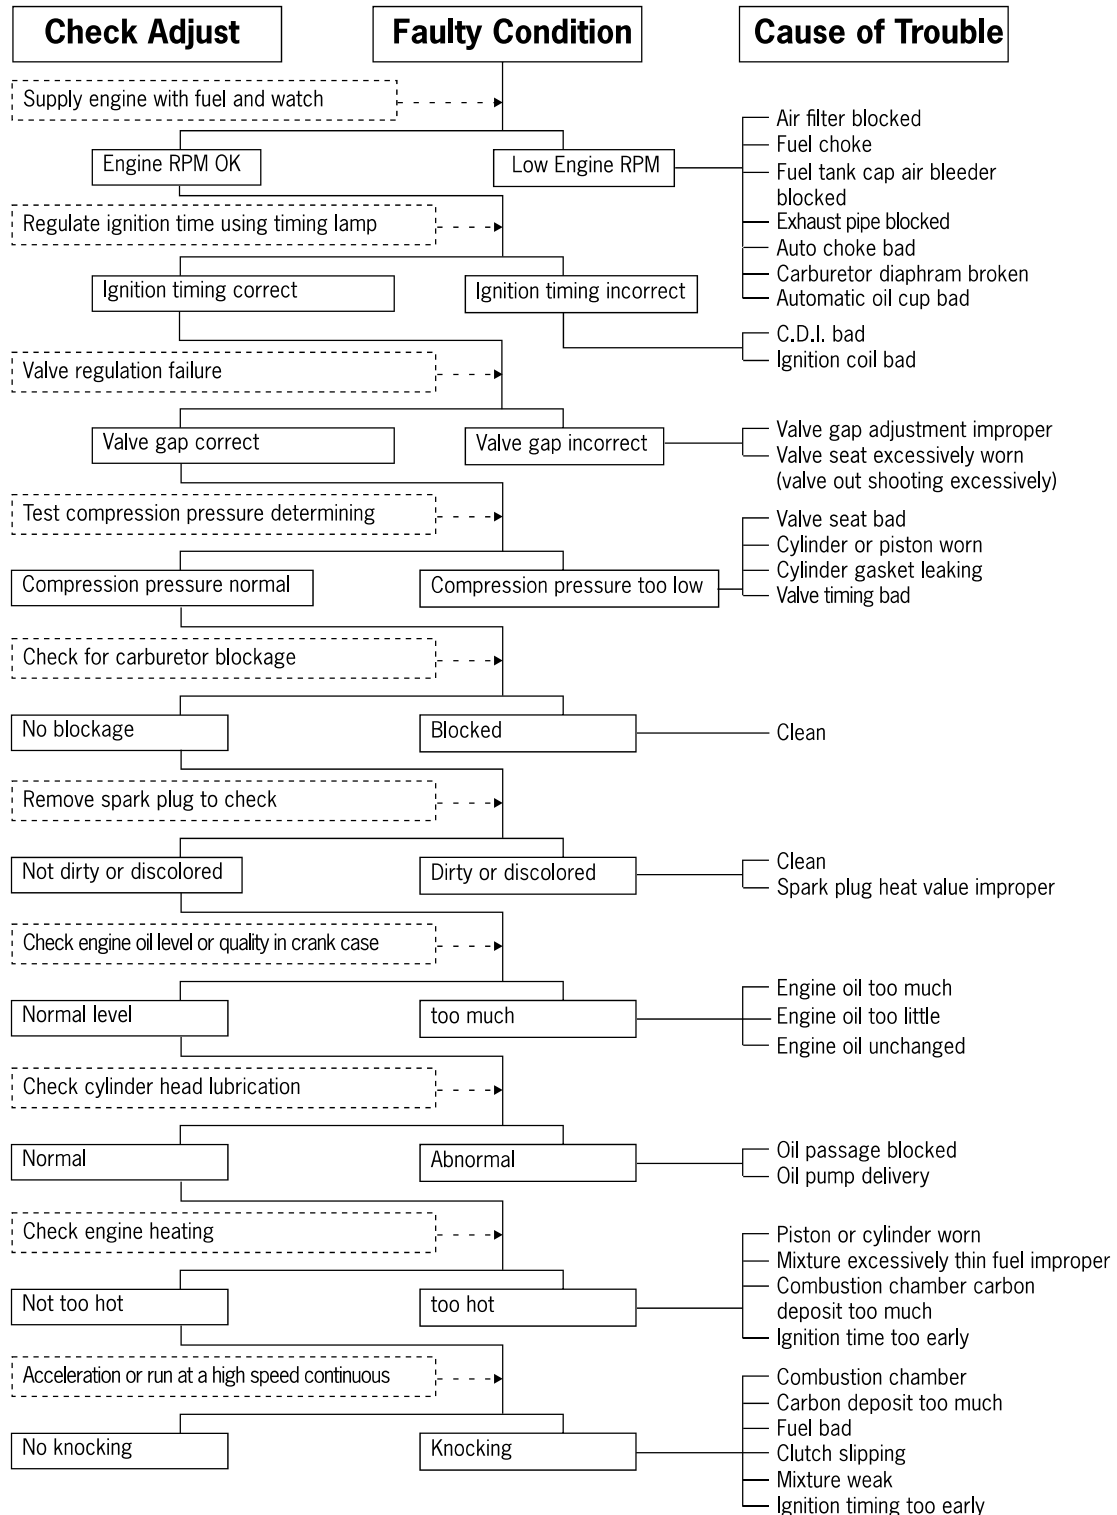 Check Adjust
Faulty Condition
Cause of Trouble
Supply engine with fuel and watch
Engine RPM OK
Low Engine RPM
Air filter blocked
Fuel choke
Fuel tank cap air bleeder
blocked
Exhaust pipe blocked
Auto choke bad
Carburetor diaphram broken
Automatic oil cup bad
Regulate ignition time using timing lamp
Ignition timing correct
Ignition timing incorrect
C.D.I. bad
Ignition coil bad
Valve regulation failure
Valve gap correct
Valve gap incorrect
Valve gap adjustment improper
Valve seat excessively worn
(valve out shooting excessively)
Test compression pressure determining
Compression pressure normal
Compression pressure too low
Valve seat bad
Cylinder or piston worn
Cylinder gasket leaking
Valve timing bad
Check for carburetor blockage
No blockage
Blocked
Clean
Remove spark plug to check
Not dirty or discolored
Dirty or discolored
Clean
Spark plug heat value improper
Check engine oil level or quality in crank case
Normal level
too much
Engine oil too much
Engine oil too little
Engine oil unchanged
Check cylinder head lubrication
Normal
Abnormal
Oil passage blocked
Oil pump delivery
Check engine heating
Not too hot
too hot
Piston or cylinder worn
Mixture excessively thin fuel improper
Combustion chamber carbon
deposit too much
Ignition time too early
Acceleration or run at a high speed continuous
No knocking
Knocking
Combustion chamber
Carbon deposit too much
Fuel bad
Clutch slipping
Mixture weak
Ignition timing too early